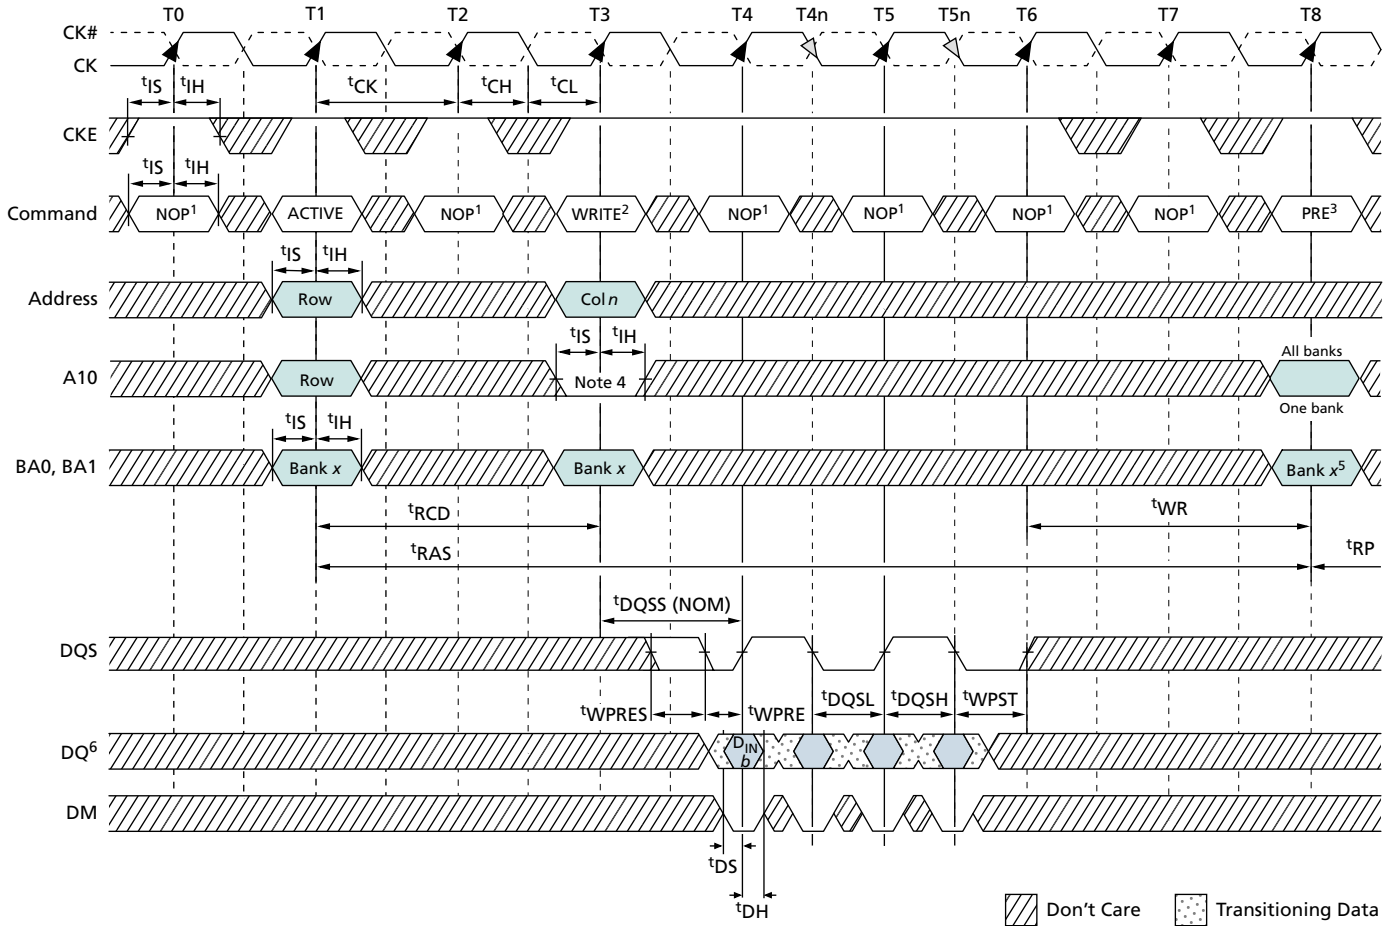 T0 T1 T2 T3 T4 T4n T5 T5n T6 T7 T8
CK#
CK
tIS tIH tCK tCH tCL
CKE
tIS tIH
Command NOP1 ACTIVE NOP1 WRITE2 NOP1 NOP1 NOP1 NOP1 PRE3
tIS tIH
Address Row Col n
tIS tIH
All banks
A10 Row Note 4
One bank
tIS tIH
BA0, BA1 Bank x Bank x Bank x5
tRCD tWR
tRAS tRP
tDQSS (NOM)
DQS
tWPRES tWPRE tDQSL tDQSH tWPST
DQ6 DIN
b
DM
tDS
tDH
Don't Care Transitioning Data